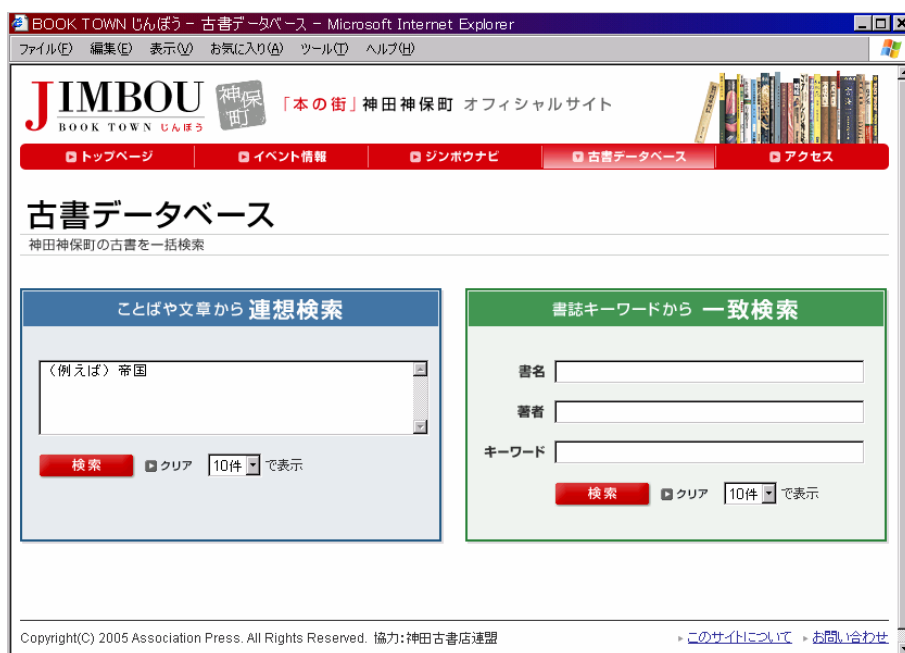 BOOK TOWN じんぼう - 古書データベース - Microsoft Internet Explorer
ファイル(F) 編集(E) 表示(V) お気に入り(A) ツール(T) ヘルプ(H)
JIMBOU
BOOK TOWN じんぼう
神保町
「本の街」神田神保町 オフィシャルサイト
トップページ イベント情報 ジンボウナビ 古書データベース アクセス
古書データベース
神田神保町の古書を一括検索
ことばや文章から 連想検索
(例えば) 帝国
検索 クリア 10件 で表示
書誌キーワードから 一致検索
書名
著者
キーワード
検索 クリア 10件 で表示
Copyright(C) 2005 Association Press. All Rights Reserved. 協力:神田古書店連盟
このサイトについて お問い合わせ